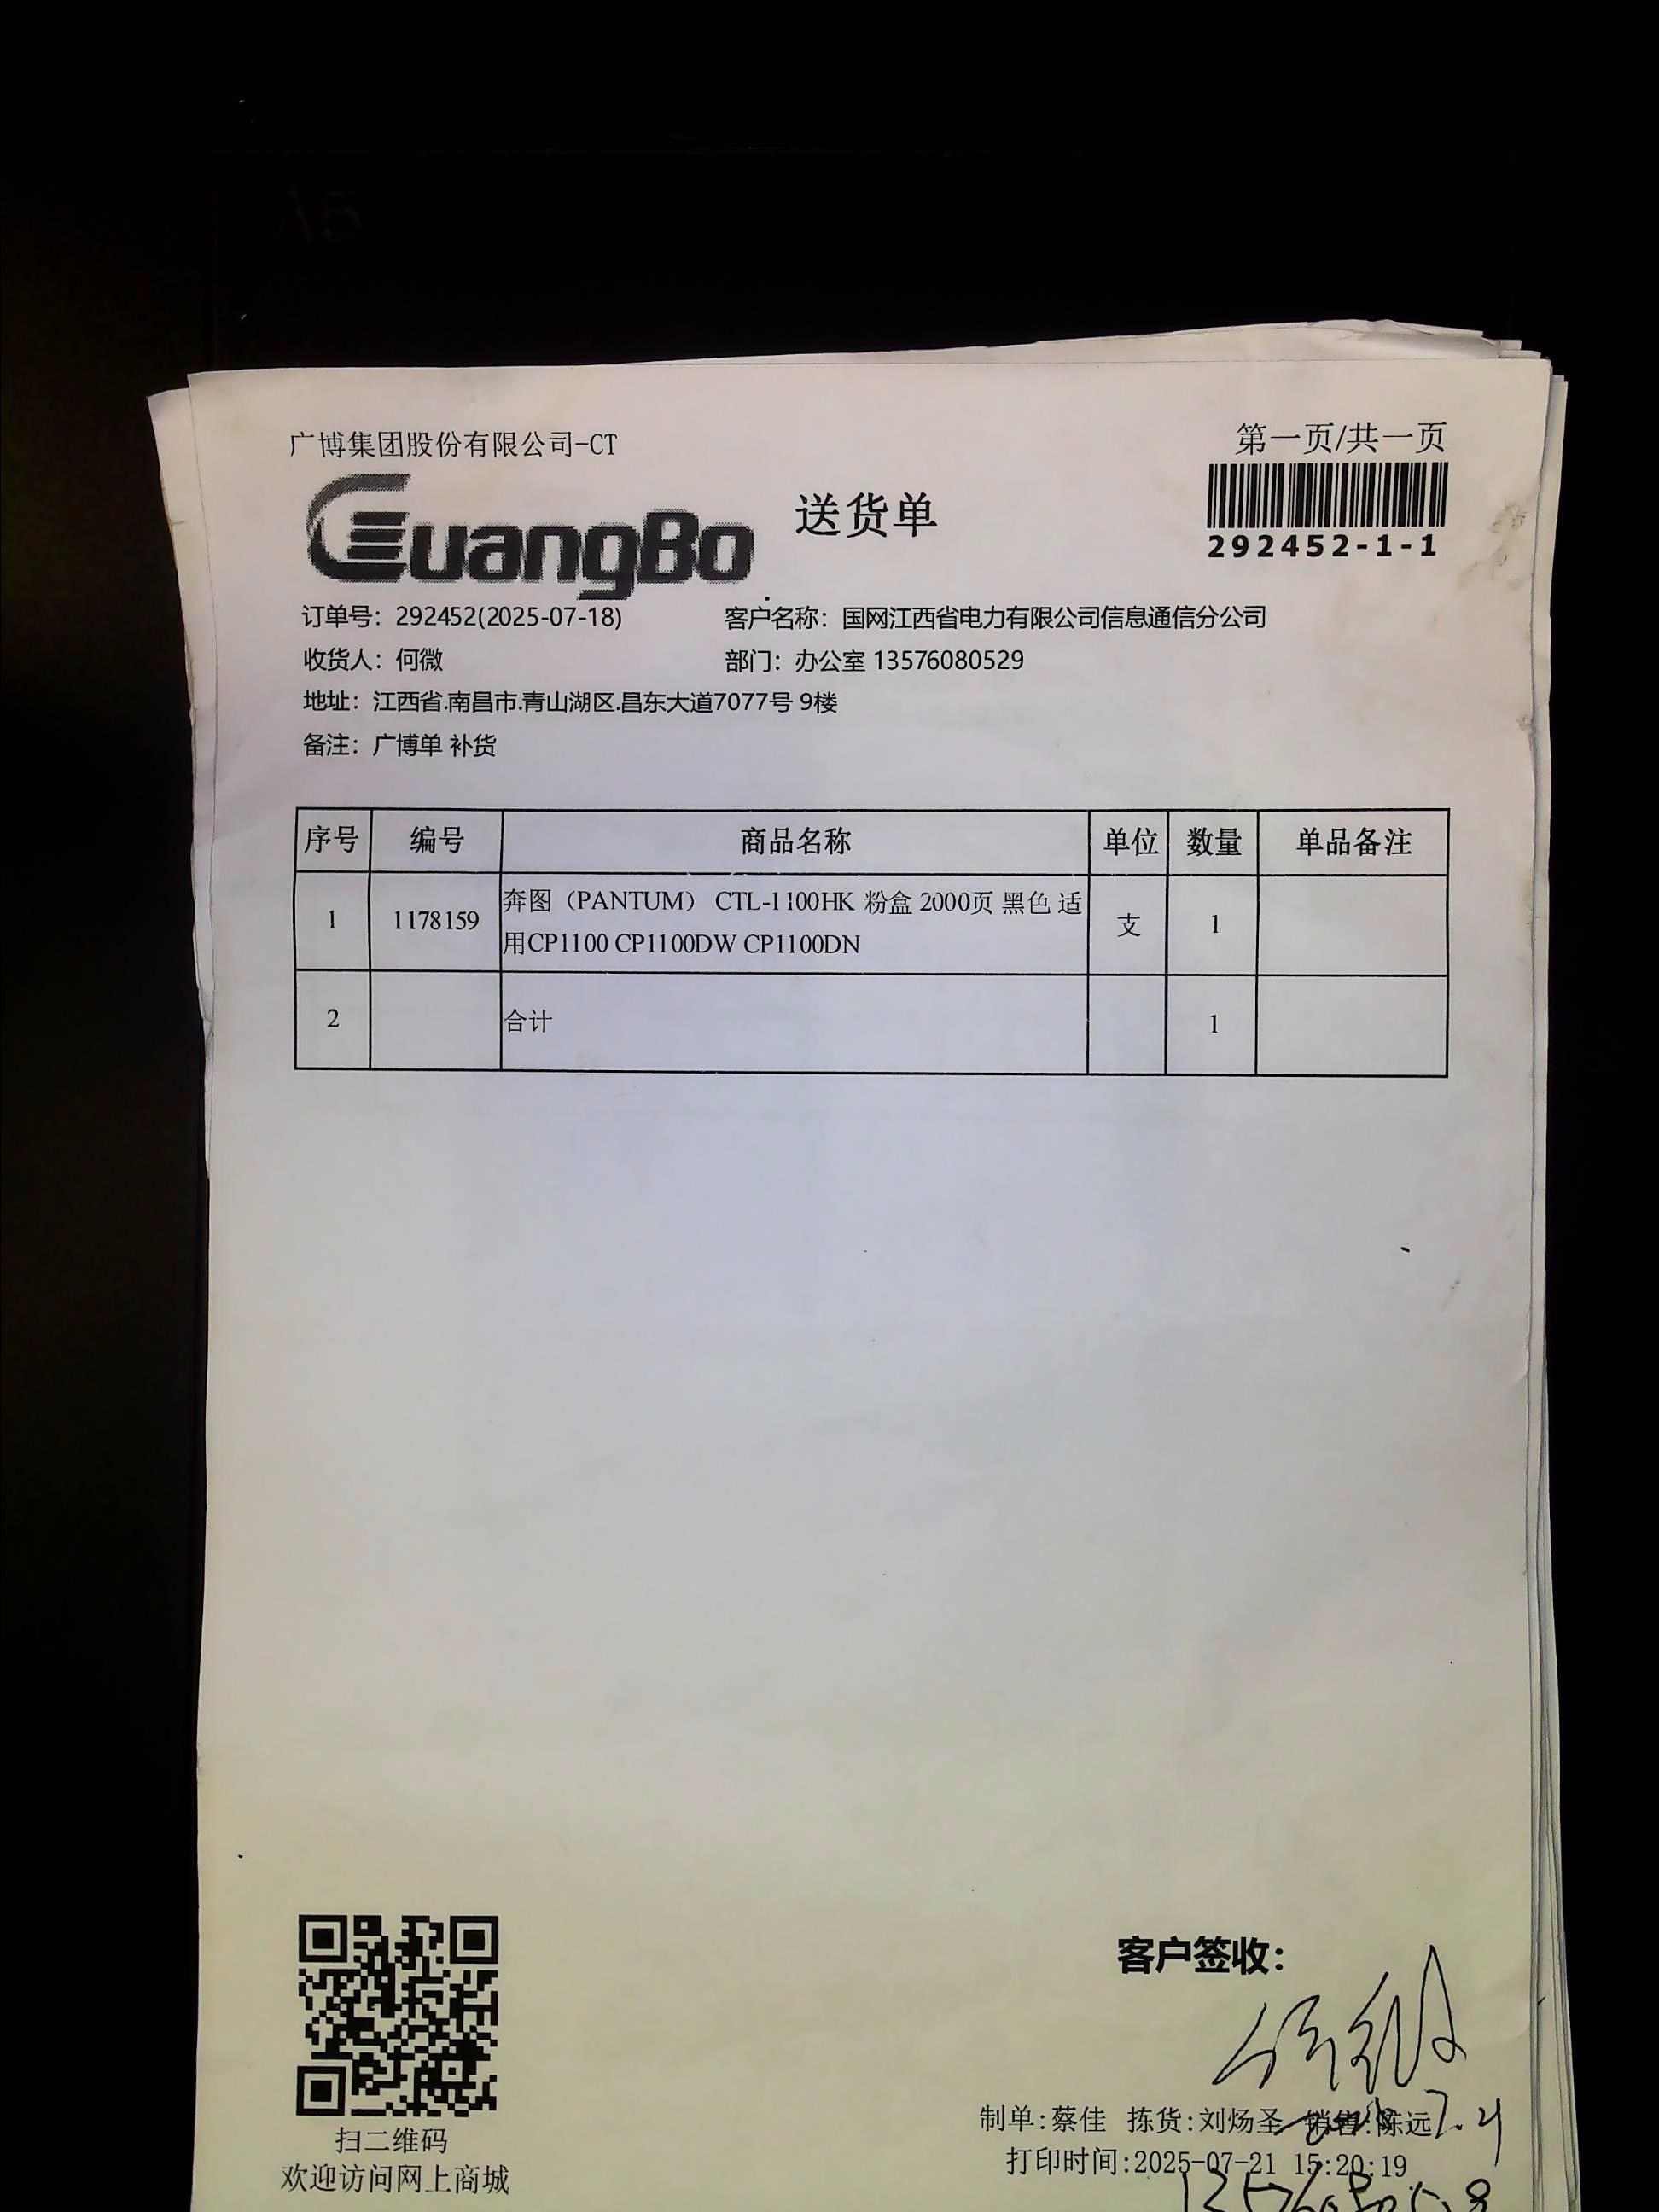 广博集团股份有限公司-CT
第一页/共一页
GuangBo
送货单
292452-1-1
订单号：292452(2025-07-18)
客户名称：国网江西省电力有限公司信息通信分公司
收货人：何微
部门：办公室 13576080529
地址：江西省.南昌市.青山湖区.昌东大道7077号 9楼
备注：广博单 补货
序号 编号 商品名称 单位 数量 单品备注
1 1178159 奔图（PANTUM） CTL-1100HK 粉盒 2000页 黑色 适 支 1
用CP1100 CP1100DW CP1100DN
2 合计 1
客户签收：
何微
制单:蔡佳 拣货:刘炀圣 销售:陈远
打印时间:2025-07-21 15:20:19
扫二维码
欢迎访问网上商城